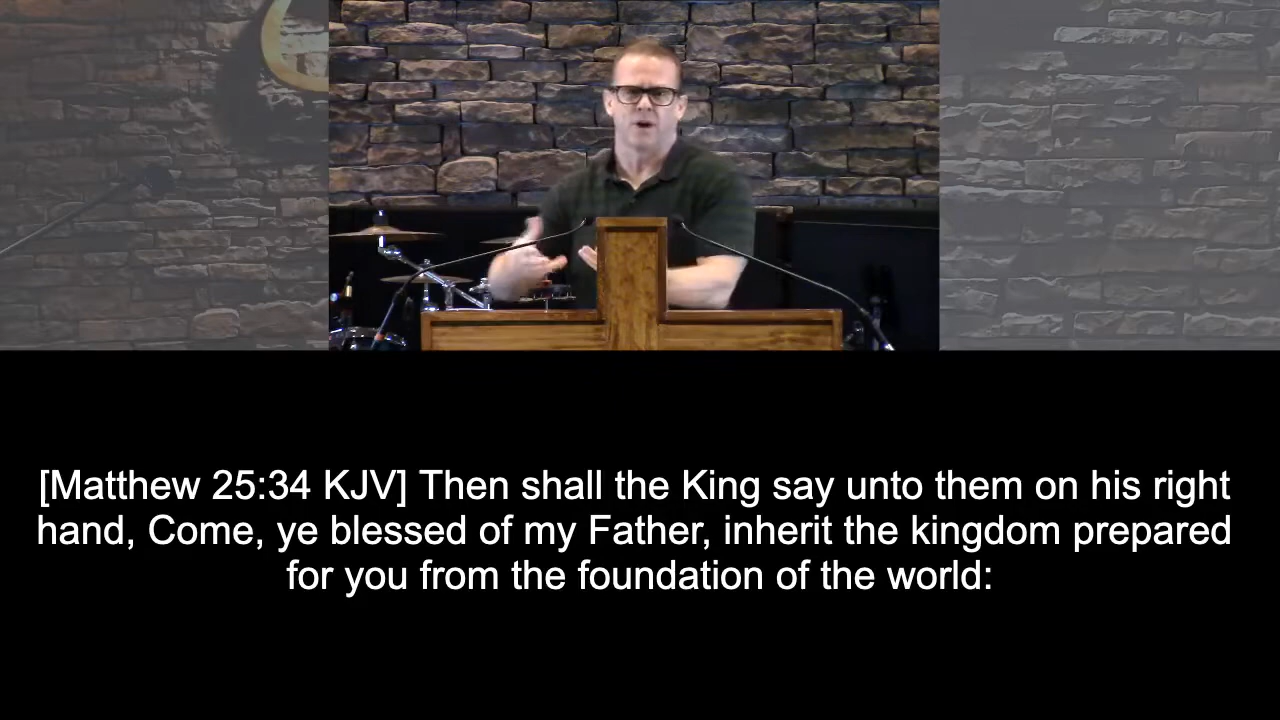 [Matthew 25:34 KJV] Then shall the King say unto them on his right
hand, Come, ye blessed of my Father, inherit the kingdom prepared
for you from the foundation of the world: